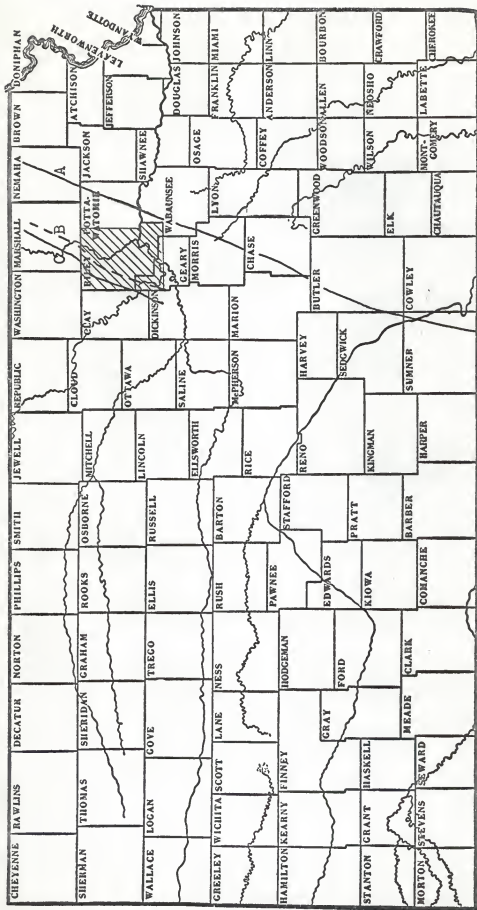 CHEYENNE
RAWLINS
DECATUR
NORTON
PHILLIPS
SMITH
JEWELL
REPUBLIC
WASHINGTON
MARSHALL
NEMAHA
BROWN
DONIPHAN
B
A
SHERMAN
THOMAS
SHERIDAN
GRAHAM
ROOKS
OSBORNE
MITCHELL
CLOUD
CLAY
RILEY
POTTA-
WATOMIE
JACKSON
ATCHISON
JEFFERSON
LEAVENWORTH
WYANDOTTE
LINCOLN
OTTAWA
WALLACE
LOGAN
GOVE
TREGO
ELLIS
RUSSELL
ELLSWORTH
SALINE
DICKINSON
GEARY
MORRIS
WABAUNSEE
SHAWNEE
OSAGE
DOUGLAS
JOHNSON
GREELEY
WICHITA
SCOTT
LANE
NESS
RUSH
BARTON
RICE
McPHERSON
MARION
CHASE
LYON
COFFEY
FRANKLIN
MIAMI
ANDERSON
LINN
HAMILTON
KEARNY
FINNEY
HODGEMAN
PAWNEE
STAFFORD
RENO
HARVEY
BUTLER
GREENWOOD
WOODSON
ALLEN
BOURBON
GRAY
FORD
EDWARDS
KIOWA
PRATT
KINGMAN
SEDGWICK
ELK
WILSON
NEOSHO
CRAWFORD
STANTON
GRANT
HASKELL
MORTON
STEVENS
SEWARD
MEADE
CLARK
COMANCHE
BARBER
HARPER
SUMNER
COWLEY
CHAUTAUQUA
MONT-
GOMERY
LABETTE
CHEROKEE